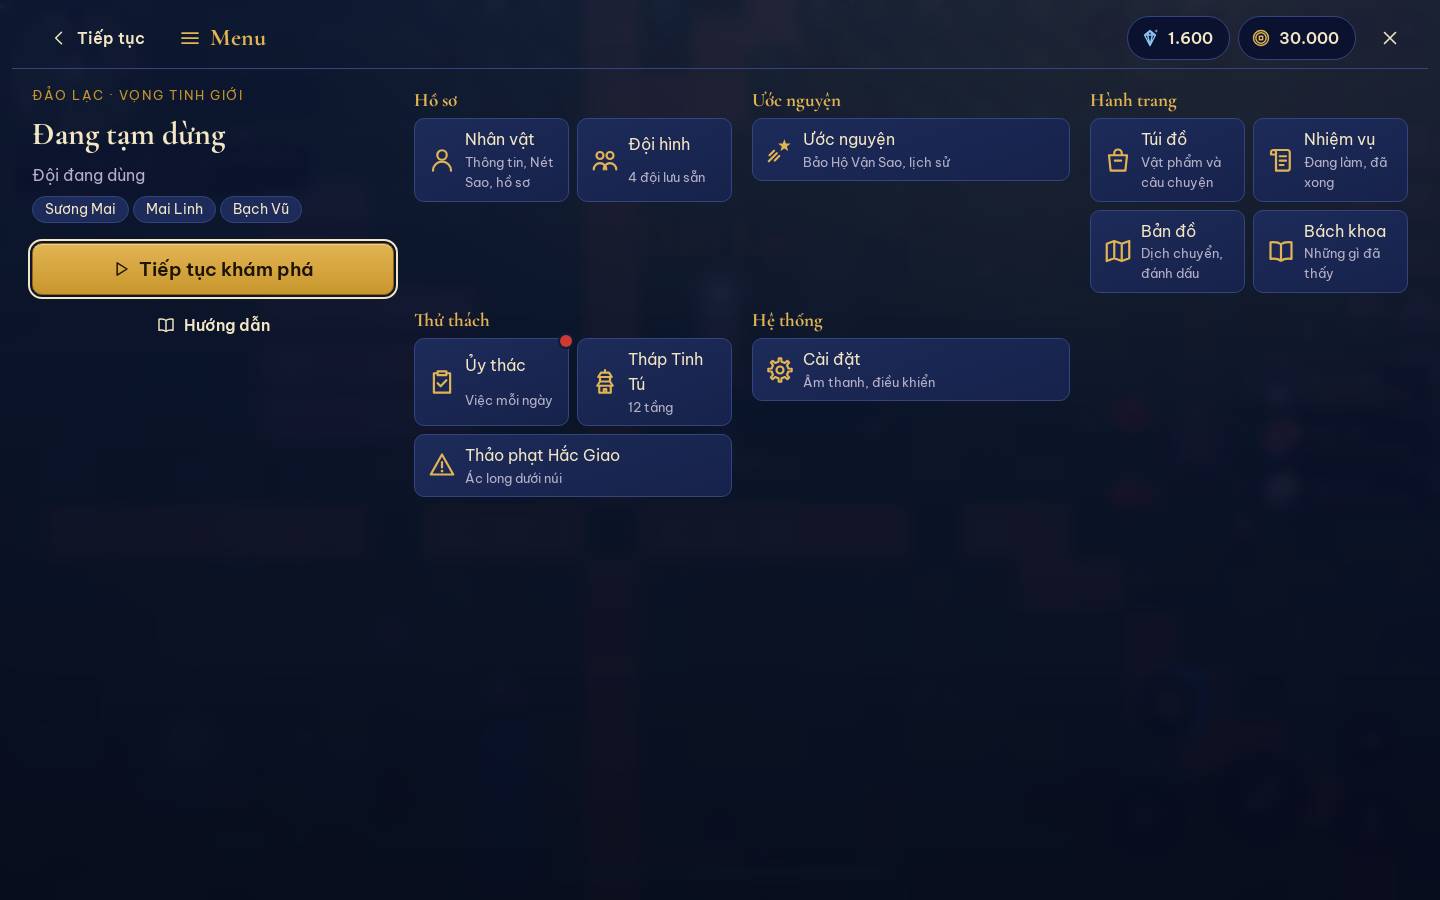 Tiếp tục
Menu
1.600
30.000
ĐẢO LẠC · VỌNG TINH GIỚI
Đang tạm dừng
Đội đang dùng
Sương Mai
Mai Linh
Bạch Vũ
Tiếp tục khám phá
Hướng dẫn
Hồ sơ
Nhân vật
Thông tin, Nét
Sao, hồ sơ
Đội hình
4 đội lưu sẵn
Ước nguyện
Ước nguyện
Bảo Hộ Vận Sao, lịch sử
Hành trang
Túi đồ
Vật phẩm và
câu chuyện
Nhiệm vụ
Đang làm, đã
xong
Bản đồ
Dịch chuyển,
đánh dấu
Bách khoa
Những gì đã
thấy
Thử thách
Ủy thác
Việc mỗi ngày
Tháp Tinh
Tú
12 tầng
Thảo phạt Hắc Giao
Ác long dưới núi
Hệ thống
Cài đặt
Âm thanh, điều khiển